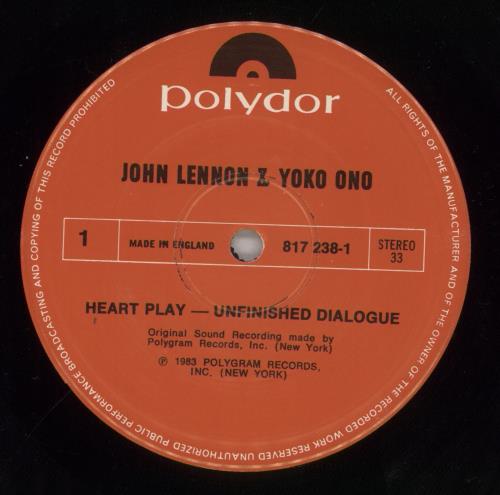 polydor
JOHN LENNON & YOKO ONO
1
MADE IN ENGLAND
817 238-1
STEREO
33
HEART PLAY — UNFINISHED DIALOGUE
Original Sound Recording made by
Polygram Records, Inc. (New York)
℗ 1983 POLYGRAM RECORDS,
INC. (NEW YORK)
ALL RIGHTS OF THE MANUFACTURER AND OF THE OWNER OF THE RECORDED WORK RESERVED UNAUTHORIZED PUBLIC PERFORMANCE BROADCASTING AND COPYING OF THIS RECORD PROHIBITED